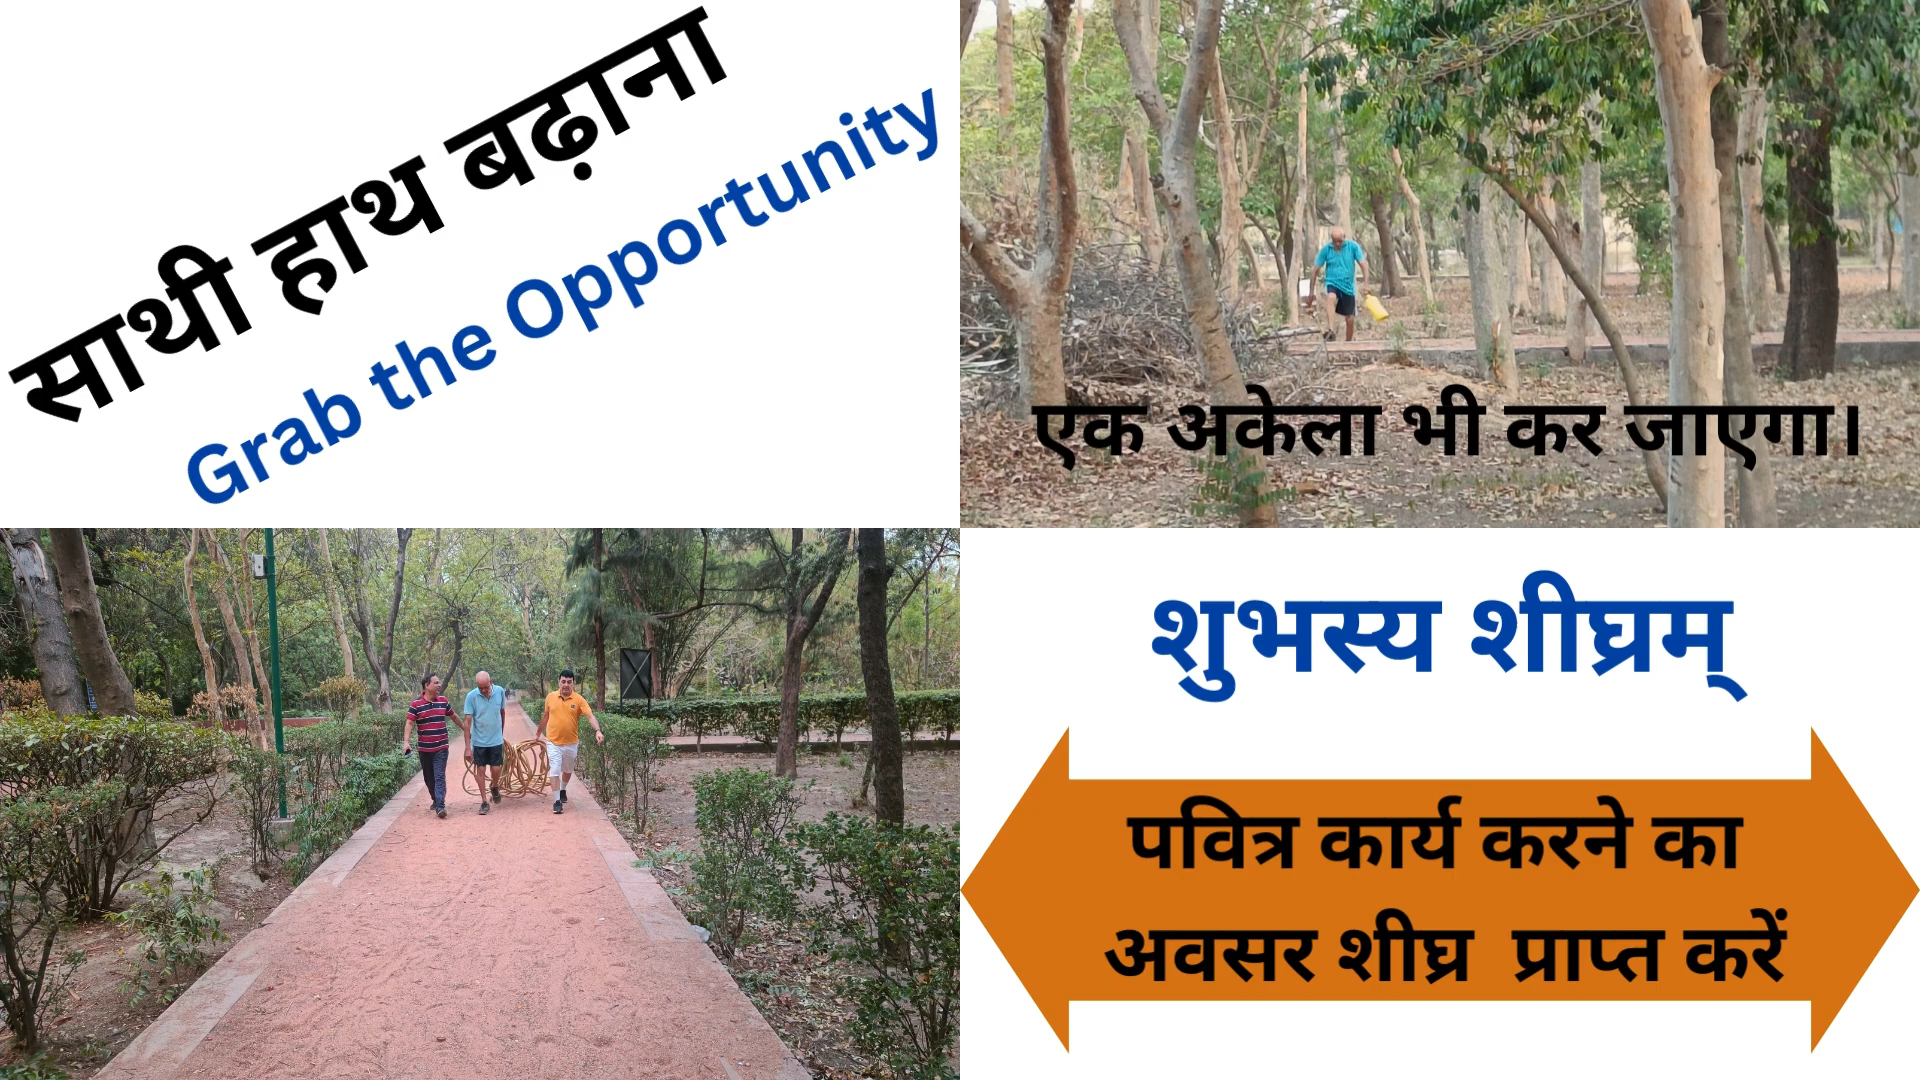 साथी हाथ बढ़ाना
Grab the Opportunity
एक अकेला भी कर जाएगा।
शुभस्य शीघ्रम्
पवित्र कार्य करने का
अवसर शीघ्र प्राप्त करें